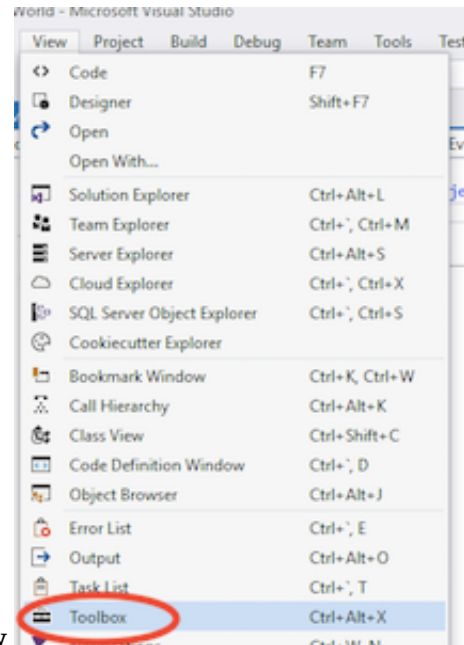 World - Microsoft Visual Studio
View Project Build Debug Team Tools Test
Code F7
Designer Shift+F7
Open
Open With...
Solution Explorer Ctrl+Alt+L
Team Explorer Ctrl+`, Ctrl+M
Server Explorer Ctrl+Alt+S
Cloud Explorer Ctrl+`, Ctrl+X
SQL Server Object Explorer Ctrl+`, Ctrl+S
Cookiecutter Explorer
Bookmark Window Ctrl+K, Ctrl+W
Call Hierarchy Ctrl+Alt+K
Class View Ctrl+Shift+C
Code Definition Window Ctrl+`, D
Object Browser Ctrl+Alt+J
Error List Ctrl+`, E
Output Ctrl+Alt+O
Task List Ctrl+`, T
Toolbox Ctrl+Alt+X